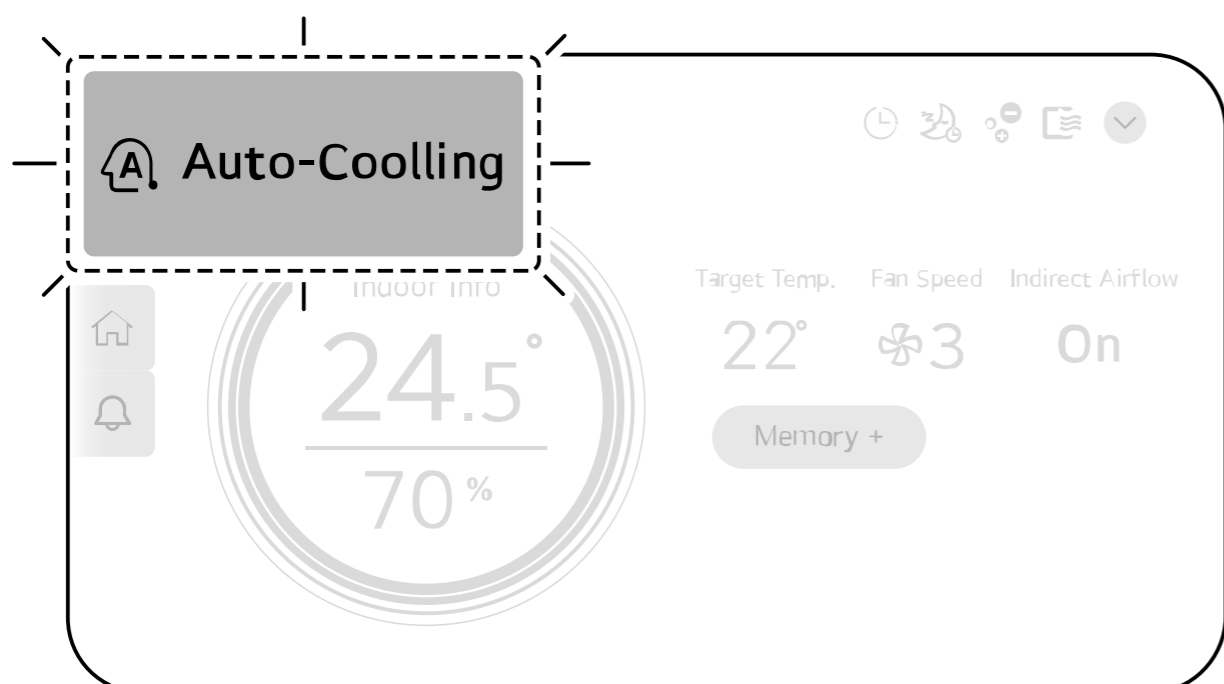 A Auto-Coolling
Indoor Info
24.5°
70 %
Target Temp. Fan Speed Indirect Airflow
22° 3 On
Memory +